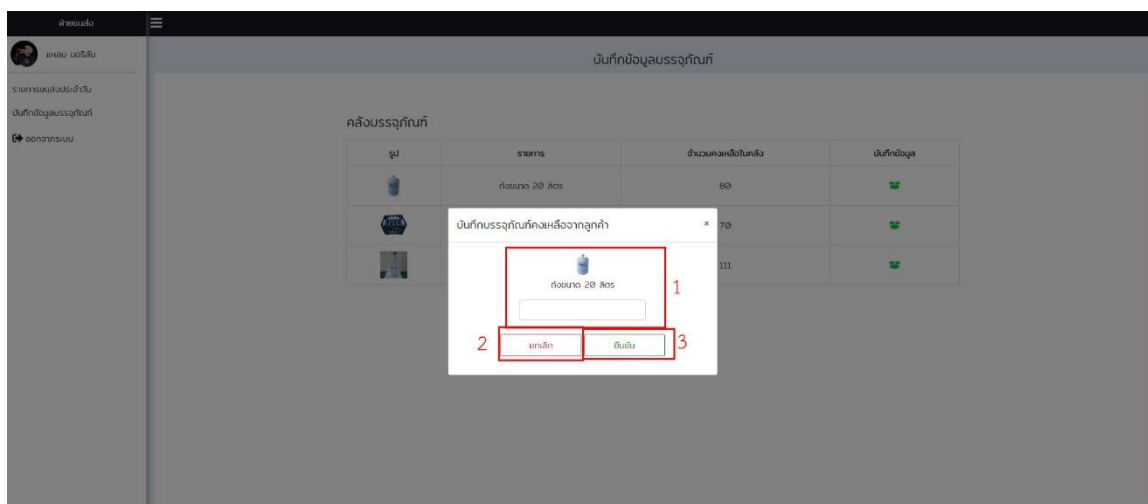 ฝ่ายขนส่ง
แหลม มอริสัน
บันทึกข้อมูลบรรจุภัณฑ์
รายการขนส่งประจำวัน
บันทึกข้อมูลบรรจุภัณฑ์
ออกจากระบบ
คลังบรรจุภัณฑ์
รูป รายการ จำนวนคงเหลือในคลัง บันทึกข้อมูล
ถังขนาด 20 ลิตร 80
บันทึกบรรจุภัณฑ์คงเหลือจากลูกค้า ×
70
111
ถังขนาด 20 ลิตร
1
2 ยกเลิก ยืนยัน 3